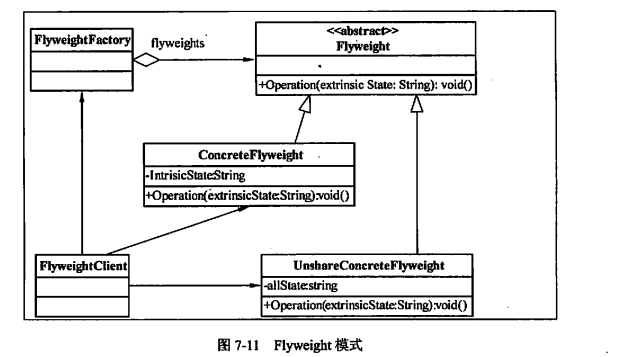 FlyweightFactory
flyweights
<<abstract>>
Flyweight
+Operation(extrinsic State: String): void()
ConcreteFlyweight
-IntrisicState:String
+Operation(extrinsicState:String):void()
FlyweightClient
UnshareConcreteFlyweight
-allState:string
+Operation(extrinsicState:String):void()
图 7-11 Flyweight 模式